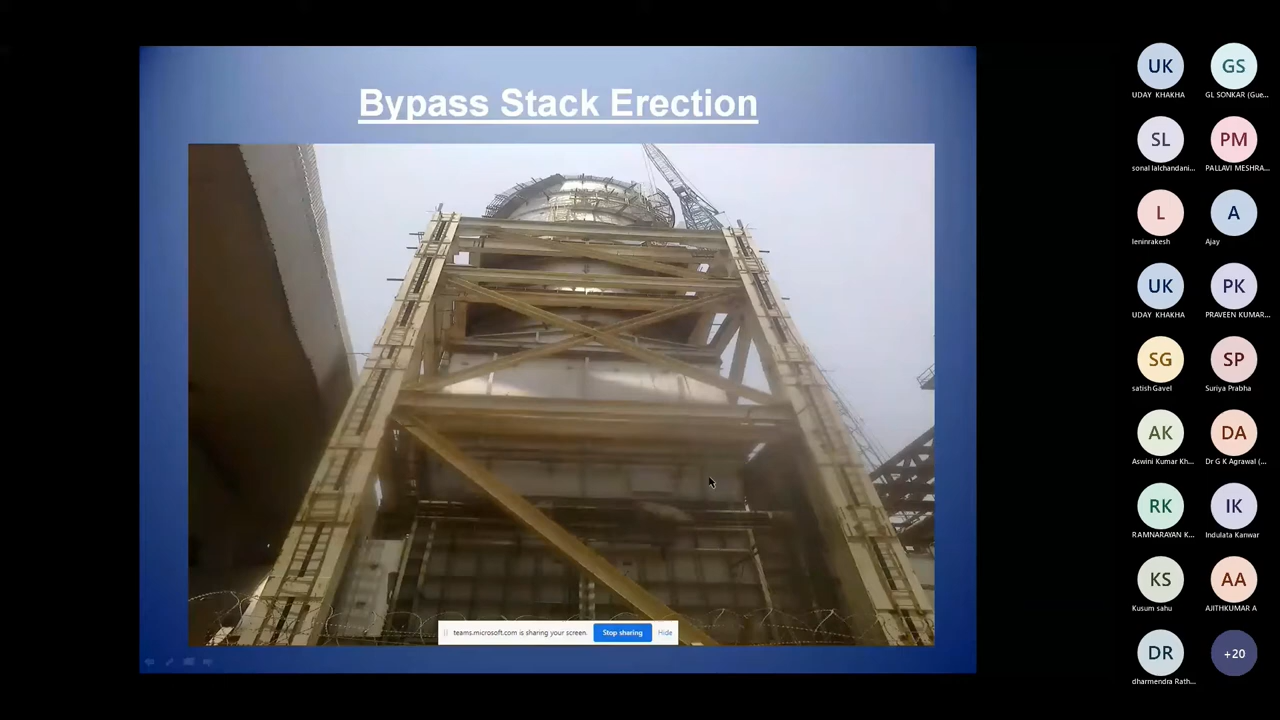 Bypass Stack Erection
teams.microsoft.com is sharing your screen.
Stop sharing
Hide
UK
UDAY KHAKHA
GS
GL SONKAR (Gue...
SL
sonal lalchandani...
PM
PALLAVI MESHRA...
L
leninrakesh
A
Ajay
UK
UDAY KHAKHA
PK
PRAVEEN KUMAR...
SG
satish Gavel
SP
Suriya Prabha
AK
Aswini Kumar Kh...
DA
Dr G K Agrawal (...
RK
RAMNARAYAN K...
IK
Indulata Kanwar
KS
Kusum sahu
AA
AJITHKUMAR A
DR
dharmendra Rath...
+20